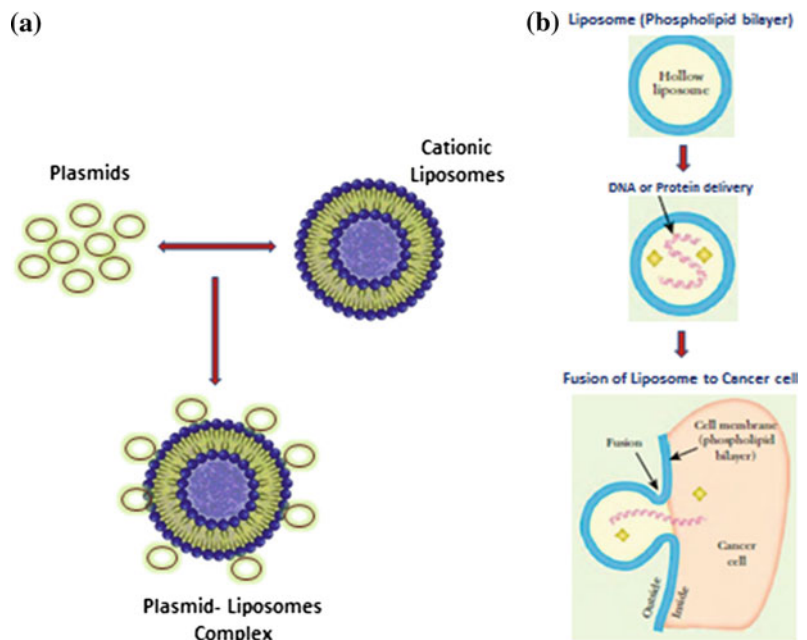 (a)
Plasmids
Cationic
Liposomes
Plasmid- Liposomes
Complex
(b)
Liposome (Phospholipid bilayer)
Hollow
liposome
DNA or Protein delivery
Fusion of Liposome to Cancer cell
Cell membrane
(phospholipid
bilayer)
Fusion
Cancer
cell
Outside
Inside